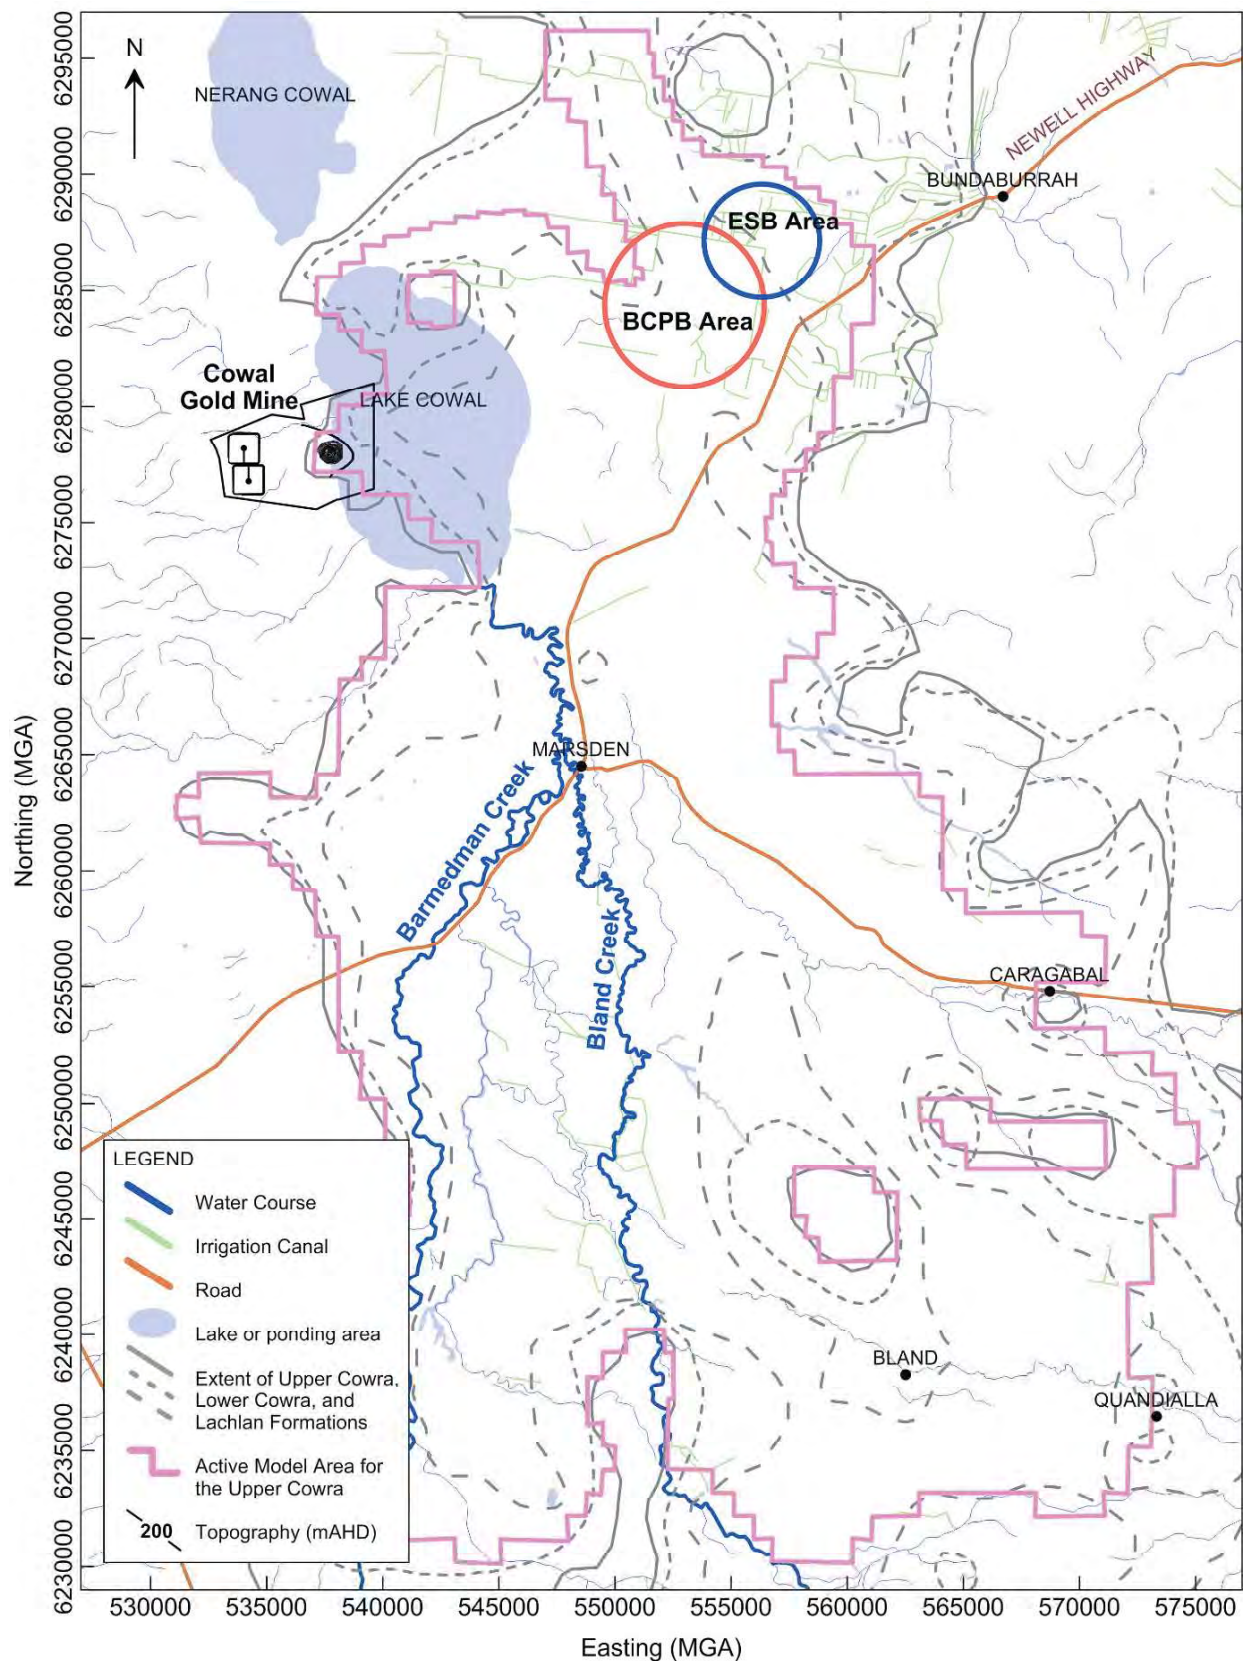 N
NERANG COWAL
NEWELL HIGHWAY
BUNDABURRAH
ESB Area
BCPB Area
Cowal
Gold Mine
LAKE COWAL
MARSDEN
Barmedman Creek
Bland Creek
CARAGABAL
BLAND
QUANDIALLA
LEGEND
Water Course
Irrigation Canal
Road
Lake or ponding area
Extent of Upper Cowra,
Lower Cowra, and
Lachlan Formations
Active Model Area for
the Upper Cowra
200 Topography (mAHD)
Northing (MGA)
6295000
6290000
6285000
6280000
6275000
6270000
6265000
6260000
6255000
6250000
6245000
6240000
6235000
6230000
530000 535000 540000 545000 550000 555000 560000 565000 570000 575000
Easting (MGA)